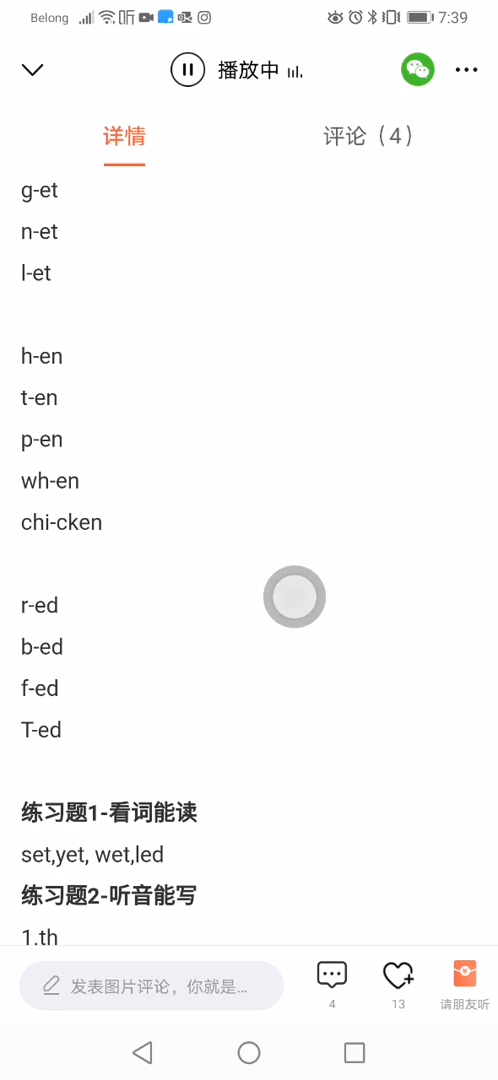 Belong 听 7:39
播放中
详情 评论（4）
g-et
n-et
l-et
h-en
t-en
p-en
wh-en
chi-cken
r-ed
b-ed
f-ed
T-ed
练习题1-看词能读
set,yet, wet,led
练习题2-听音能写
1.th
发表图片评论，你就是...
4 13 请朋友听